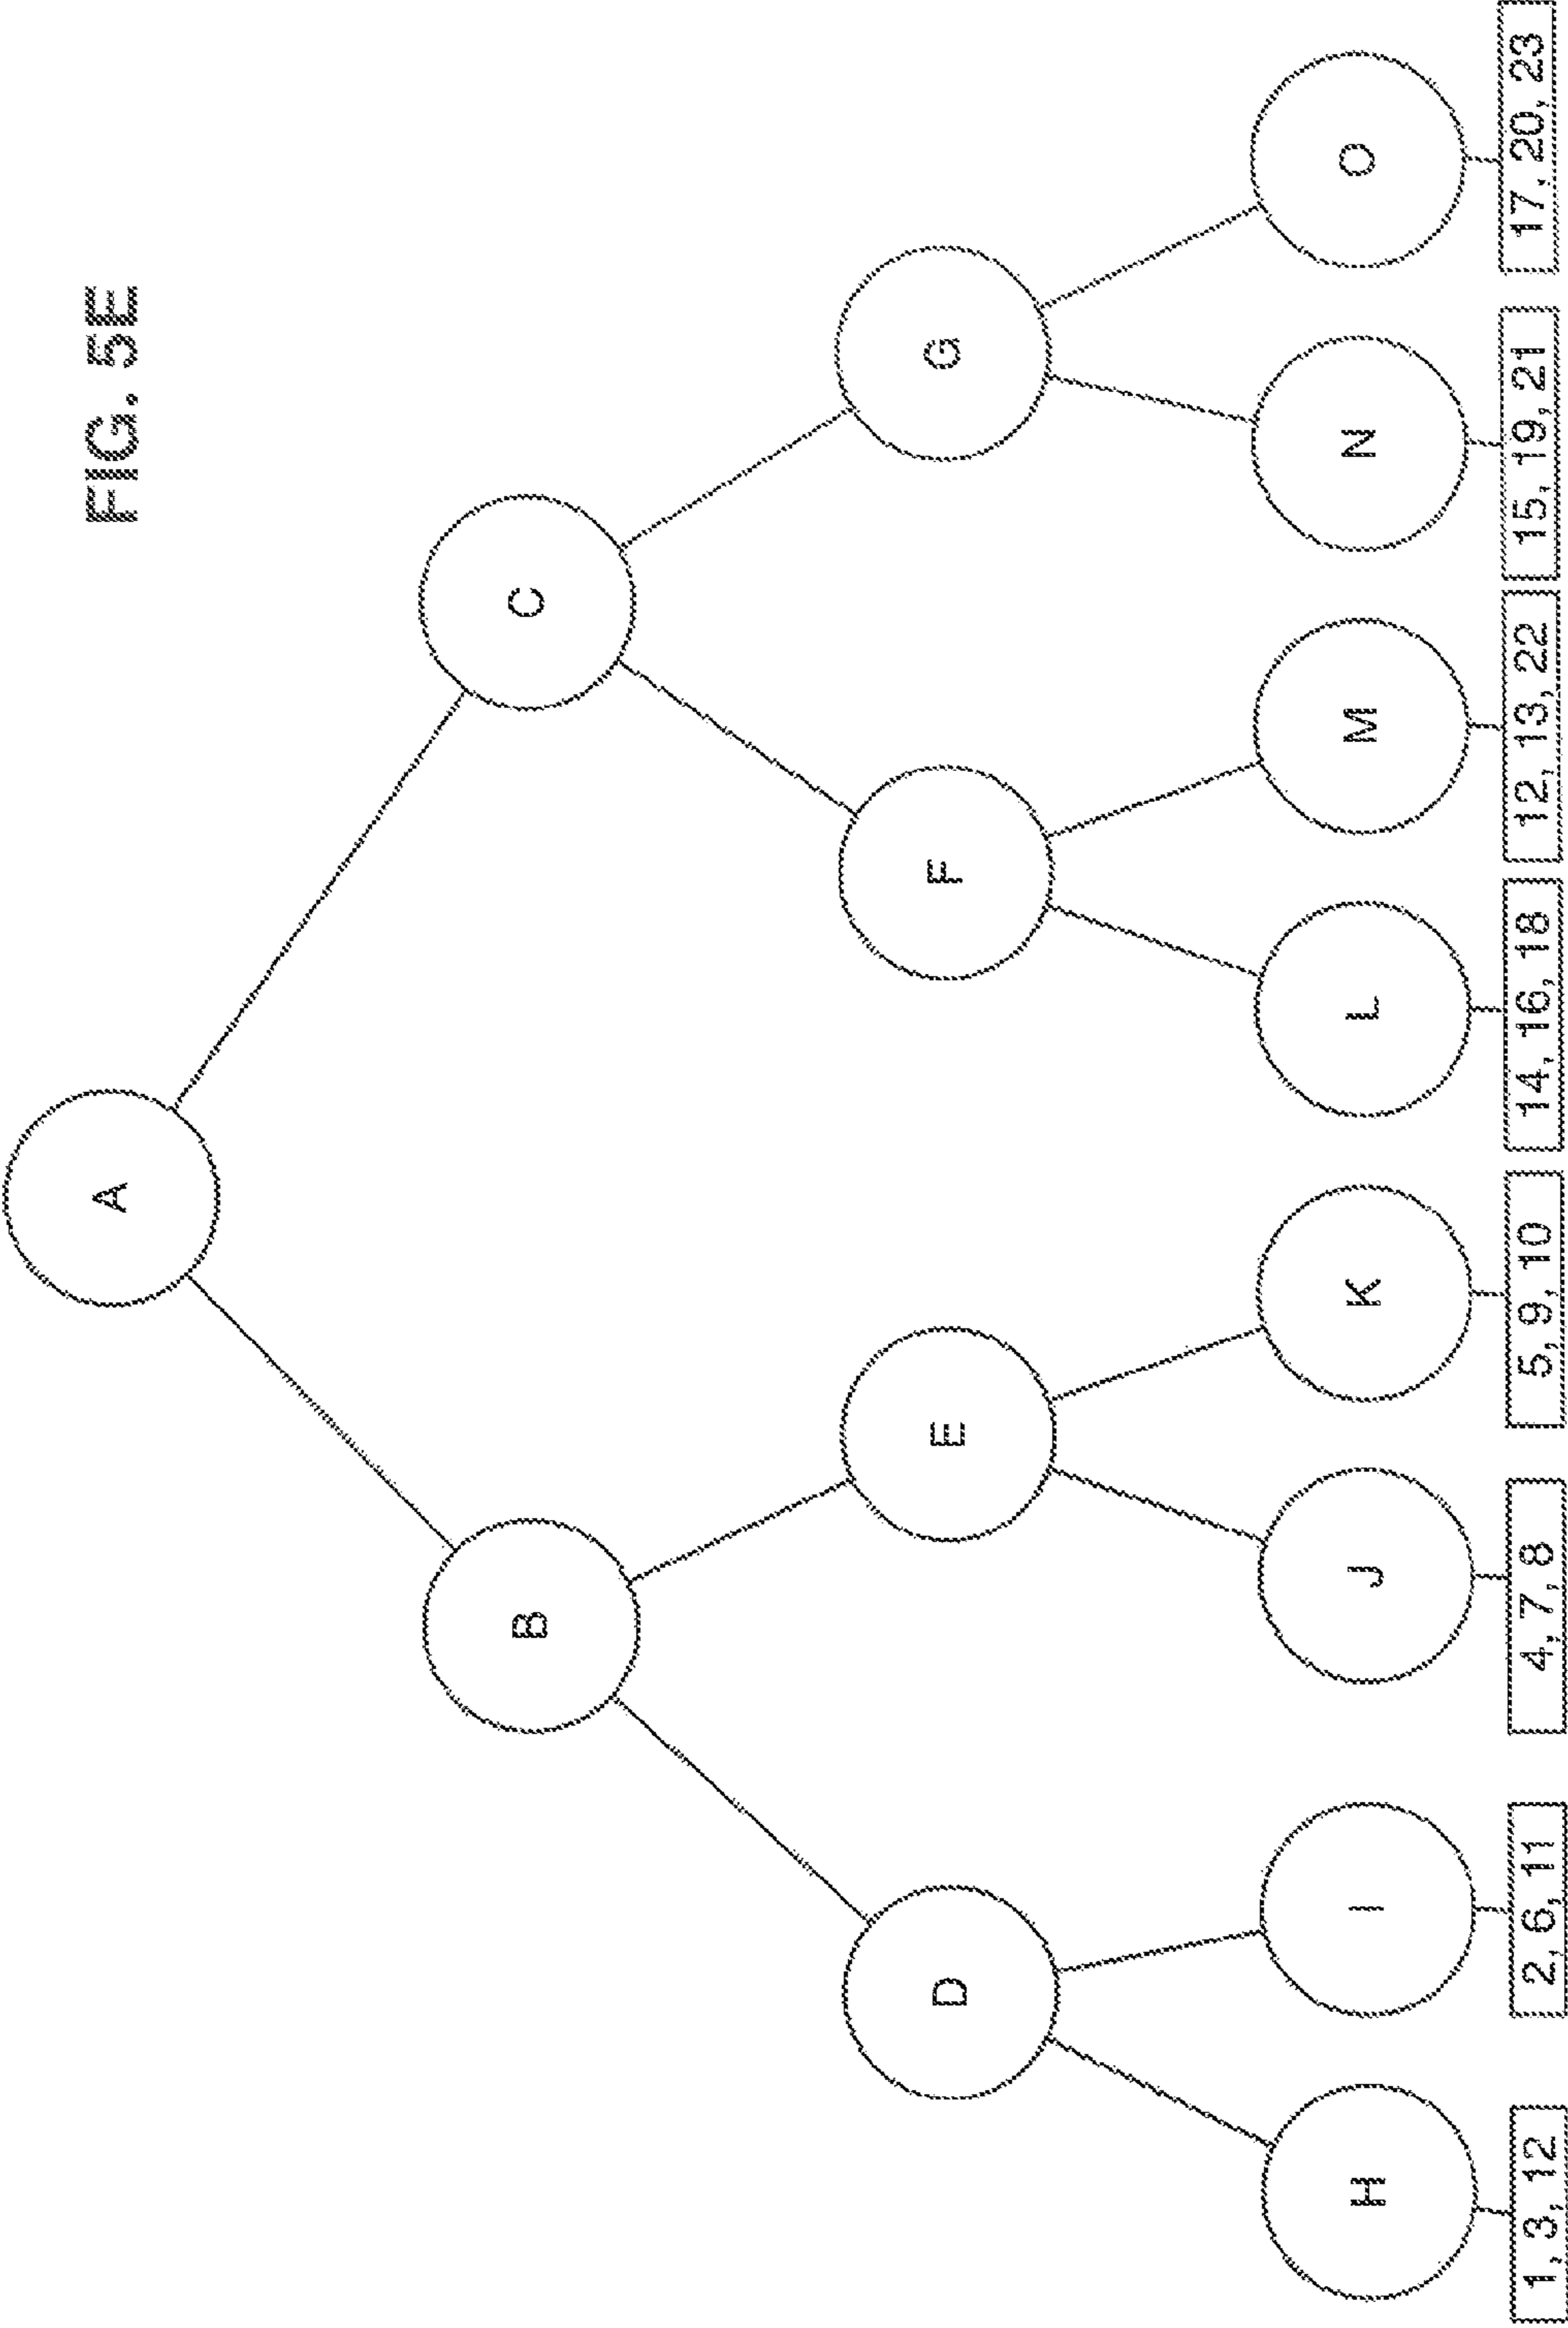 FIG. 5E
A
B
C
D
E
F
G
H
I
J
K
L
M
N
O
1, 3, 12
2, 6, 11
4, 7, 8
5, 9, 10
14, 16, 18
12, 13, 22
15, 19, 21
17, 20, 23